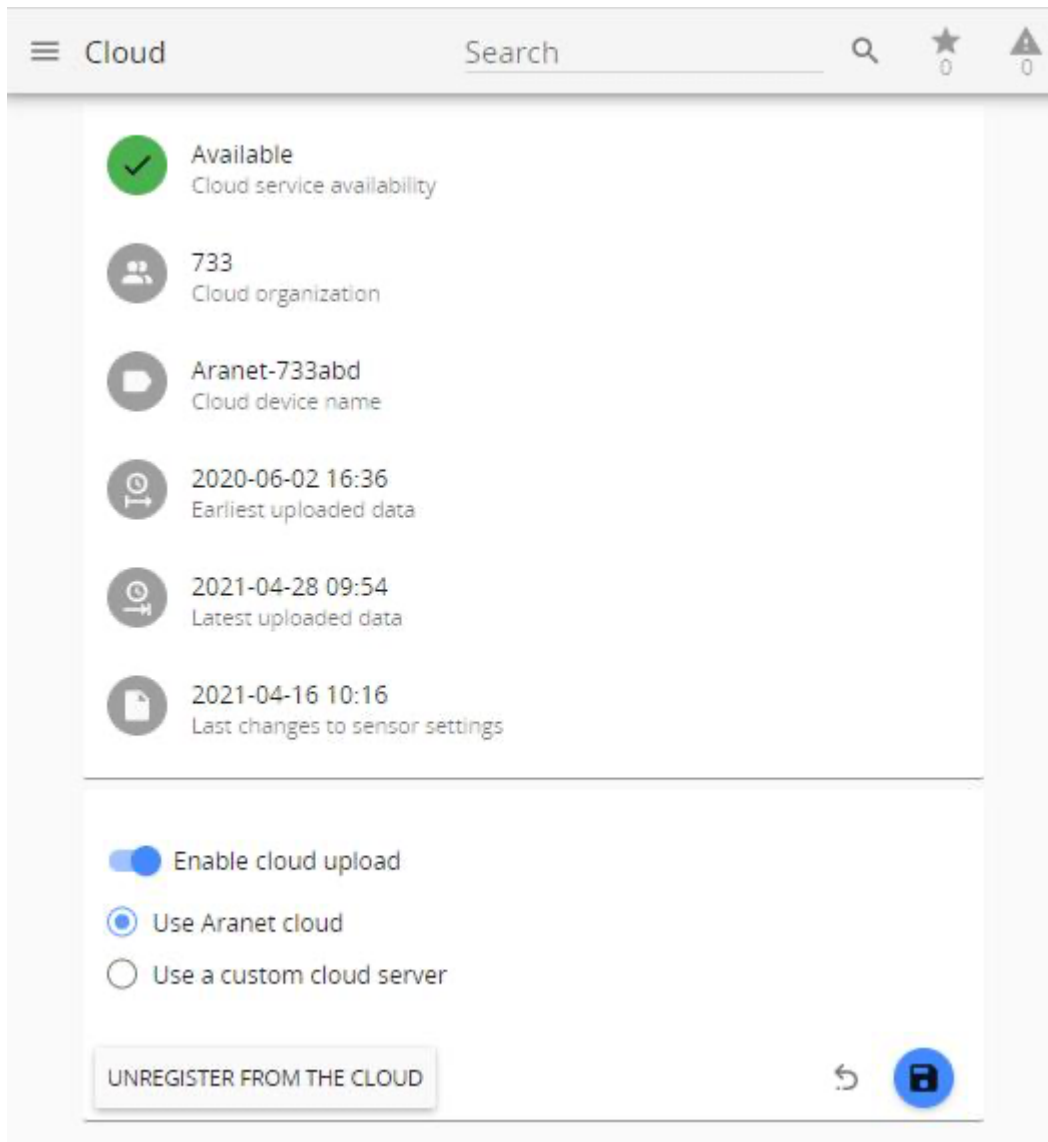 Cloud
Search
0
0
Available
Cloud service availability
733
Cloud organization
Aranet-733abd
Cloud device name
2020-06-02 16:36
Earliest uploaded data
2021-04-28 09:54
Latest uploaded data
2021-04-16 10:16
Last changes to sensor settings
Enable cloud upload
Use Aranet cloud
Use a custom cloud server
UNREGISTER FROM THE CLOUD